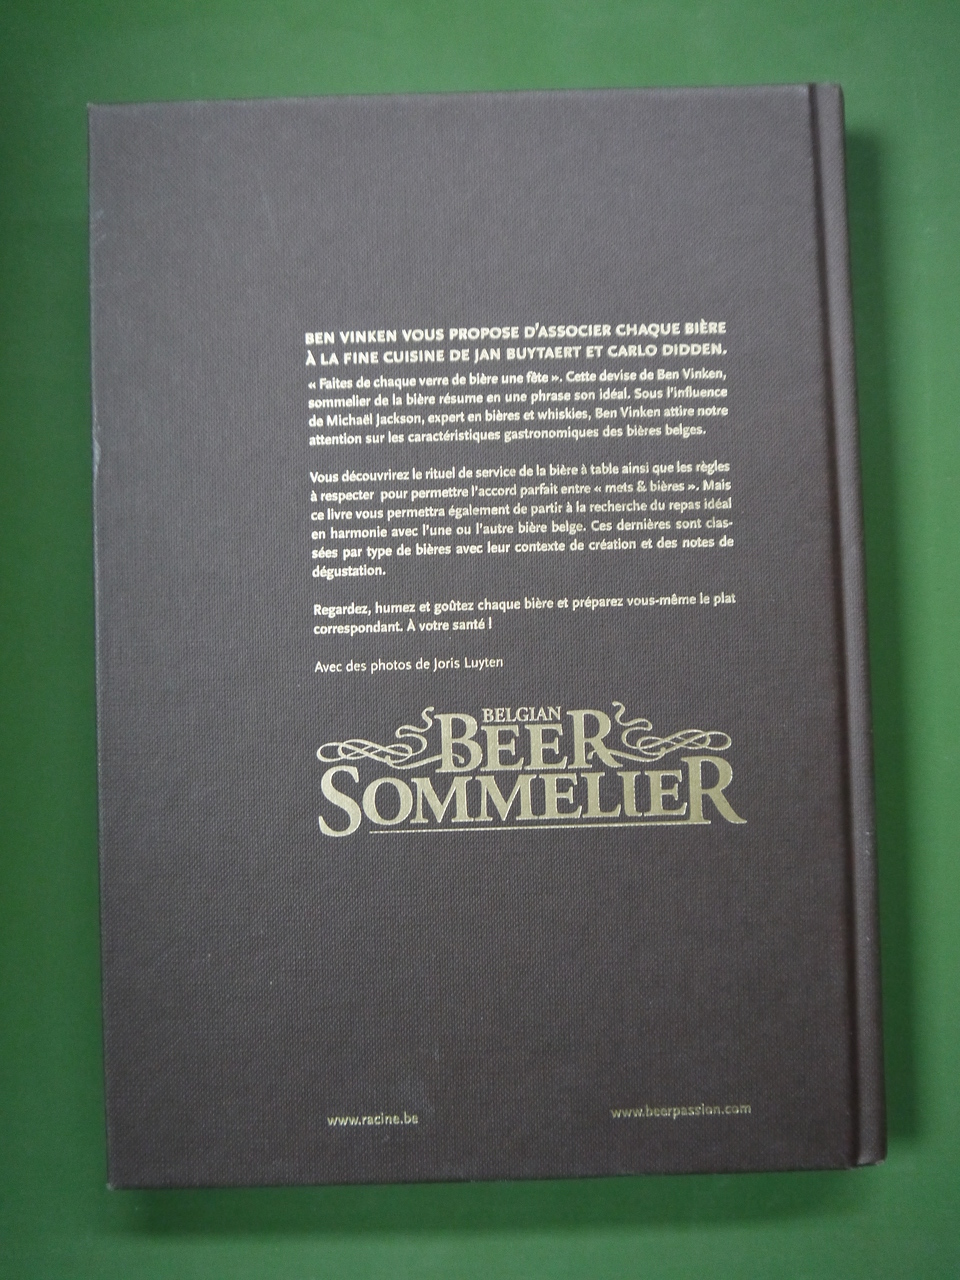 BEN VINKEN VOUS PROPOSE D'ASSOCIER CHAQUE BIÈRE
À LA FINE CUISINE DE JAN BUYTAERT ET CARLO DIDDEN.
« Faites de chaque verre de bière une fête ». Cette devise de Ben Vinken,
sommelier de la bière résume en une phrase son idéal. Sous l'influence
de Michaël Jackson, expert en bières et whiskies, Ben Vinken attire notre
attention sur les caractéristiques gastronomiques des bières belges.
Vous découvrirez le rituel de service de la bière à table ainsi que les règles
à respecter pour permettre l'accord parfait entre « mets & bières ». Mais
ce livre vous permettra également de partir à la recherche du repas idéal
en harmonie avec l'une ou l'autre bière belge. Ces dernières sont clas-
sées par type de bières avec leur contexte de création et des notes de
dégustation.
Regardez, humez et goûtez chaque bière et préparez vous-même le plat
correspondant. À votre santé !
Avec des photos de Joris Luyten
BELGIAN
BEER
SOMMELIER
www.racine.be
www.beerpassion.com